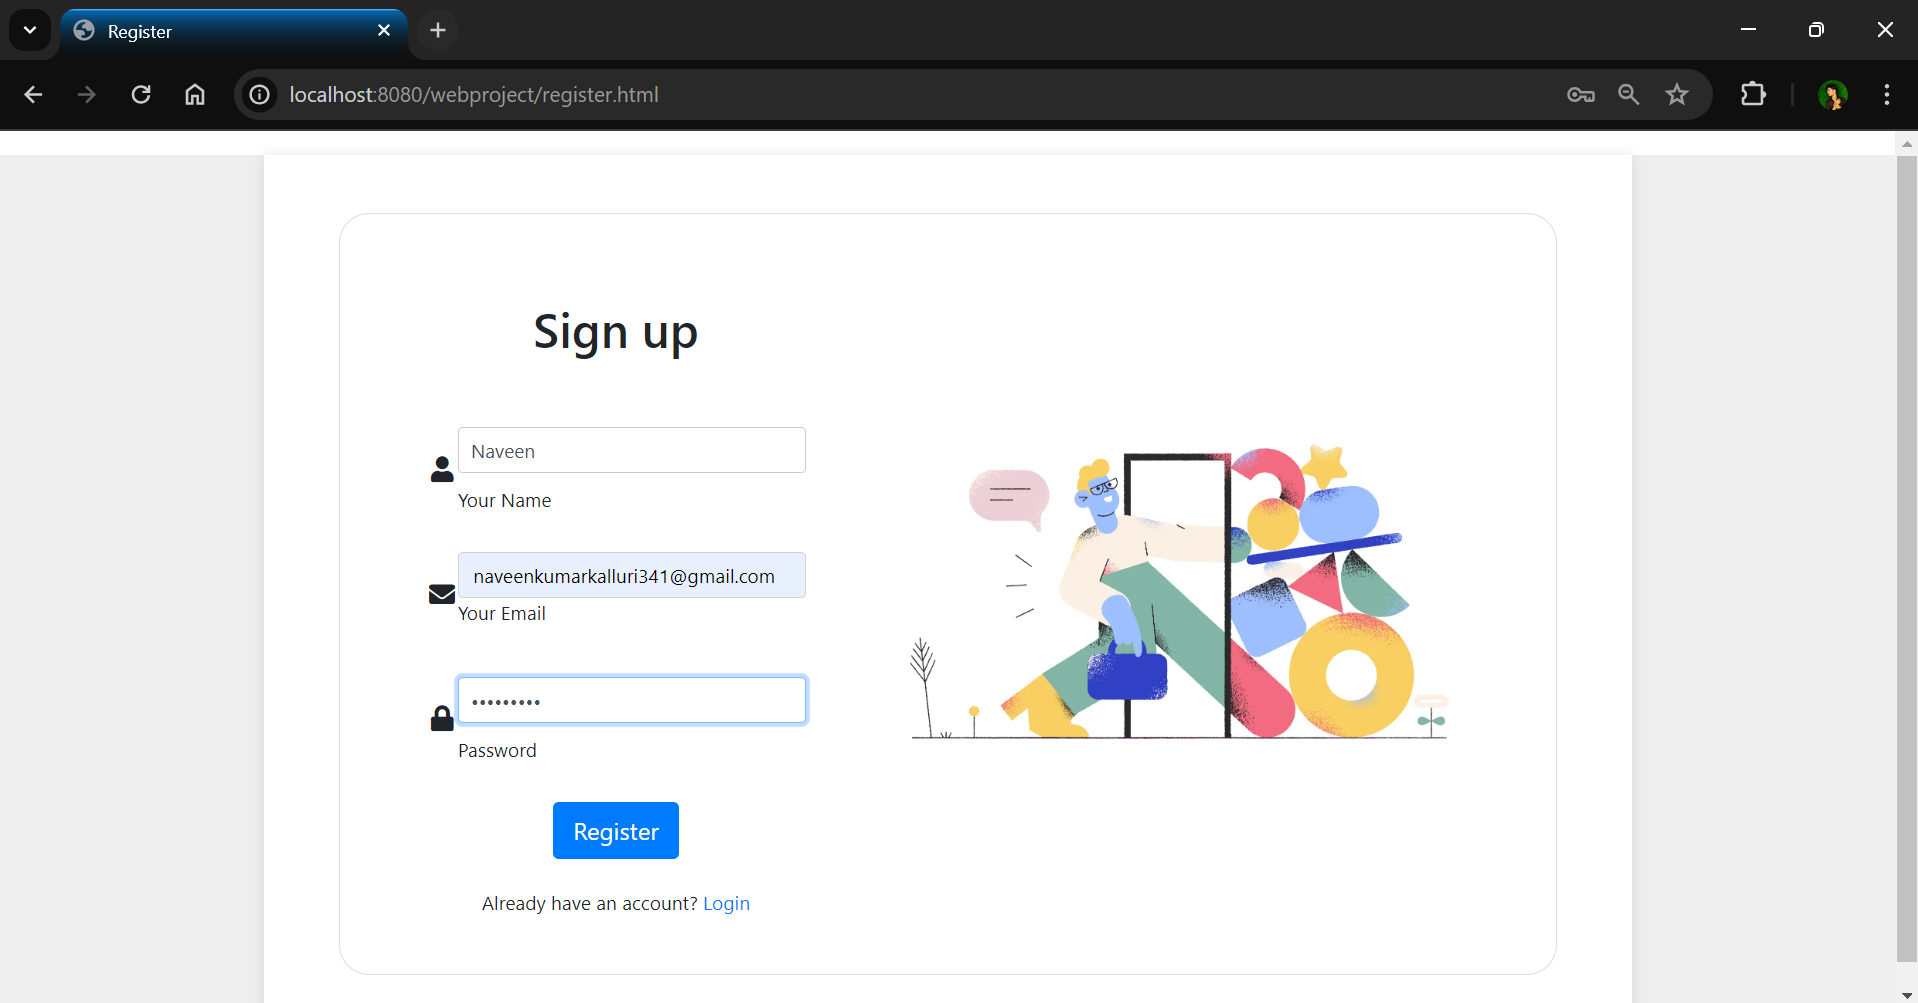 Register
localhost:8080/webproject/register.html
Sign up
Naveen
Your Name
naveenkumarkalluri341@gmail.com
Your Email
•••••••••
Password
Register
Already have an account? Login